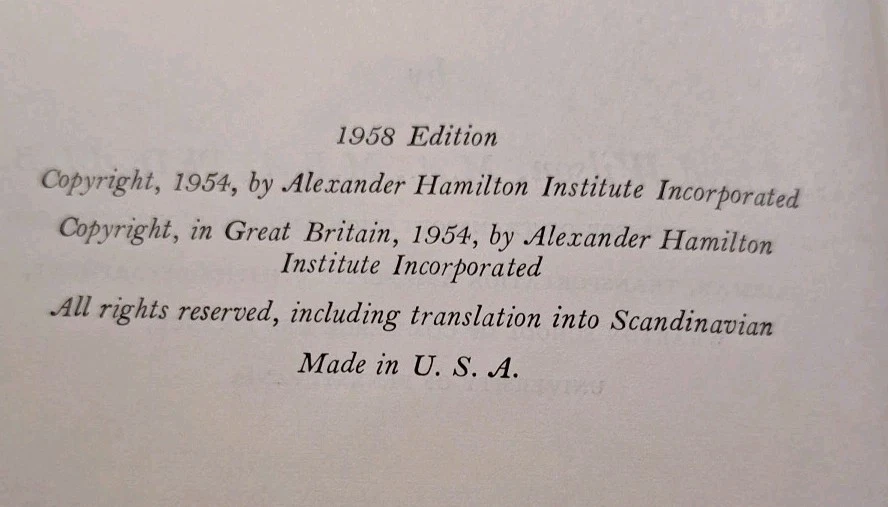 1958 Edition
Copyright, 1954, by Alexander Hamilton Institute Incorporated
Copyright, in Great Britain, 1954, by Alexander Hamilton
Institute Incorporated
All rights reserved, including translation into Scandinavian
Made in U. S. A.